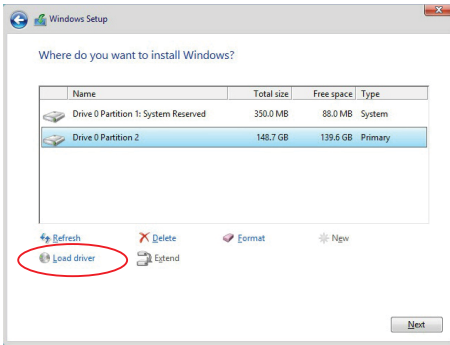 Windows Setup
Where do you want to install Windows?
Name Total size Free space Type
Drive 0 Partition 1: System Reserved 350.0 MB 88.0 MB System
Drive 0 Partition 2 148.7 GB 139.6 GB Primary
Refresh Delete Format New
Load driver Extend
Next